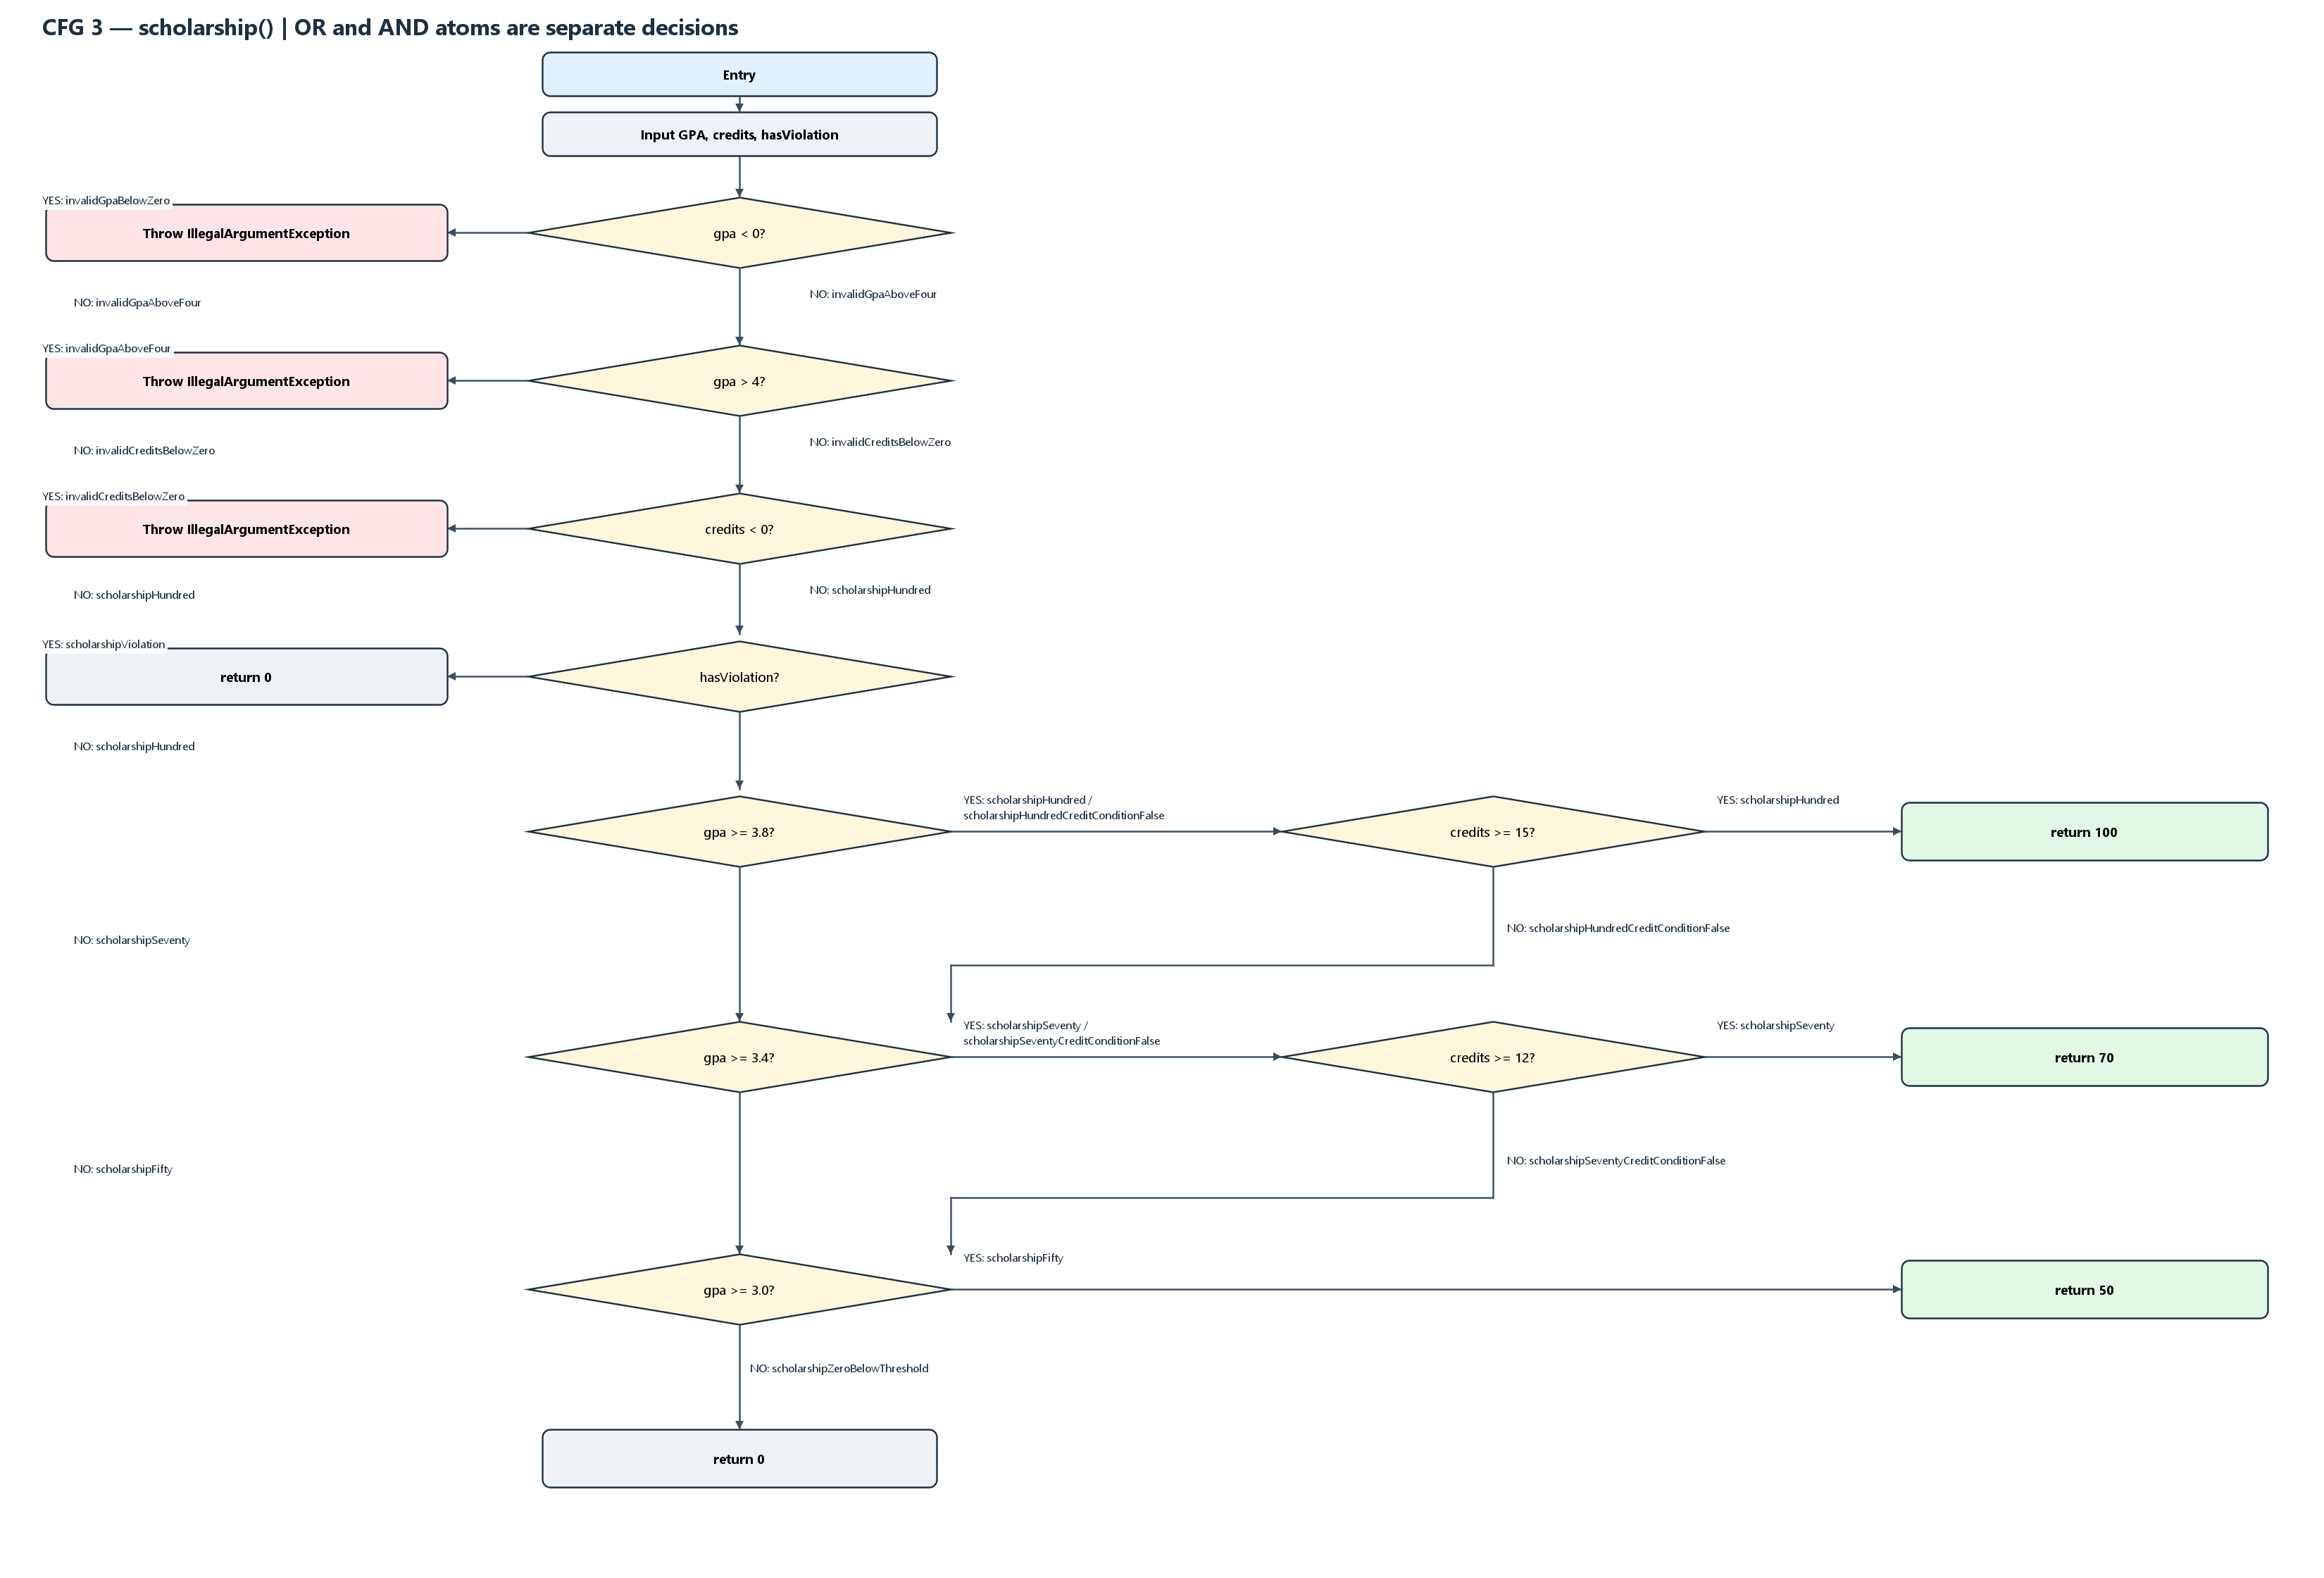 CFG 3 — scholarship() | OR and AND atoms are separate decisions
Entry
Input GPA, credits, hasViolation
YES: invalidGpaBelowZero
Throw IllegalArgumentException
gpa < 0?
NO: invalidGpaAboveFour
NO: invalidGpaAboveFour
YES: invalidGpaAboveFour
Throw IllegalArgumentException
gpa > 4?
NO: invalidCreditsBelowZero
NO: invalidCreditsBelowZero
YES: invalidCreditsBelowZero
Throw IllegalArgumentException
credits < 0?
NO: scholarshipHundred
NO: scholarshipHundred
YES: scholarshipViolation
return 0
hasViolation?
NO: scholarshipHundred
gpa >= 3.8?
YES: scholarshipHundred /
scholarshipHundredCreditConditionFalse
credits >= 15?
YES: scholarshipHundred
return 100
NO: scholarshipSeventy
NO: scholarshipHundredCreditConditionFalse
gpa >= 3.4?
YES: scholarshipSeventy /
scholarshipSeventyCreditConditionFalse
credits >= 12?
YES: scholarshipSeventy
return 70
NO: scholarshipFifty
NO: scholarshipSeventyCreditConditionFalse
gpa >= 3.0?
YES: scholarshipFifty
return 50
NO: scholarshipZeroBelowThreshold
return 0